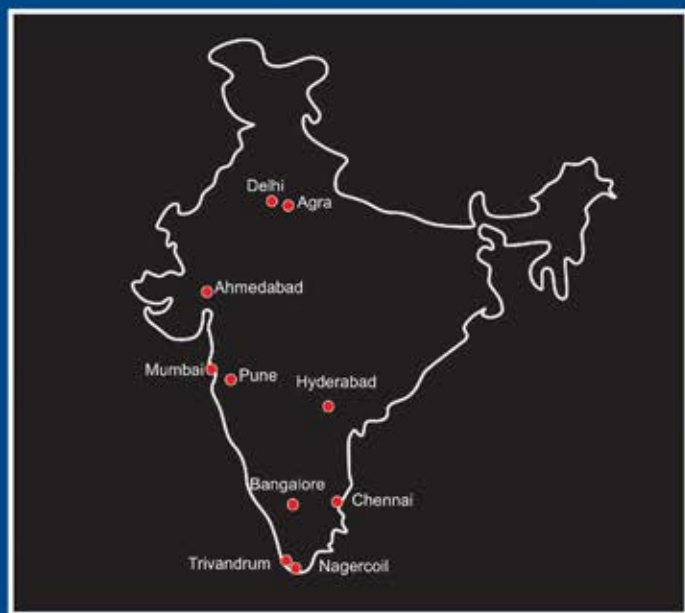 Delhi
Agra
Ahmedabad
Mumbai
Pune
Hyderabad
Bangalore
Chennai
Trivandrum
Nagercoil